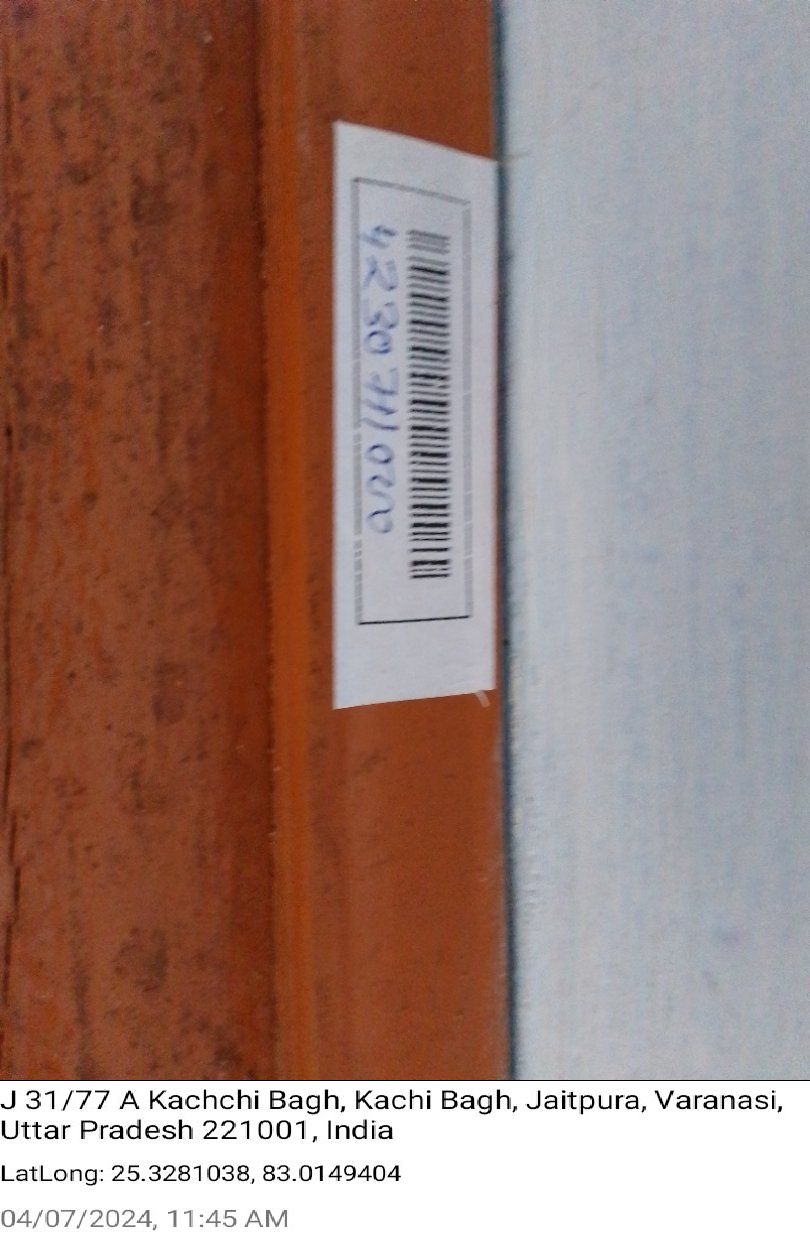 J 31/77 A Kachchi Bagh, Kachi Bagh, Jaitpura, Varanasi,
Uttar Pradesh 221001, India
LatLong: 25.3281038, 83.0149404
04/07/2024, 11:45 AM